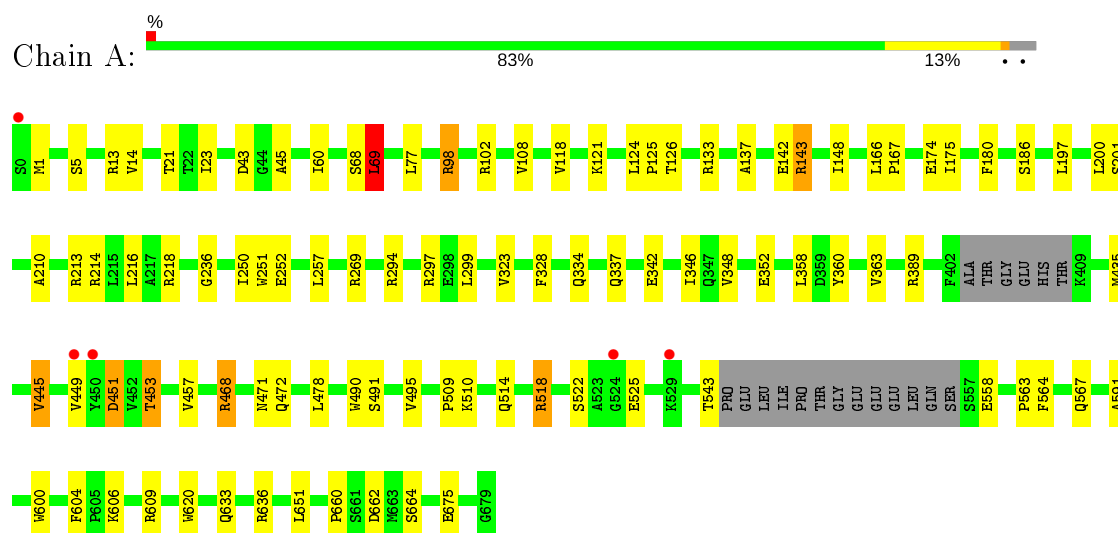 %
Chain A:
83% 13% • •
S0 M1 S5 R13 V14 T21 T22 I23 D43 G44 A45 I60 S68 L69 L77 R98 R102 V108 V118 K121 L124 P125 T126 R133 A137 E142 R143 I148 L166 P167 E174 I175 F180 S186 L197 L200 S201
A210 R213 R214 L215 L216 A217 R218 G236 I250 W251 E252 L257 R269 R294 R297 E298 L299 V323 F328 Q334 Q337 E342 I346 Q347 V348 E352 L358 D359 Y360 V363 R389 F402 ALA THR GLY GLU HIS THR K409 M435
V445 V449 Y450 D451 V452 T453 V457 R468 N471 Q472 L478 W490 S491 V495 P509 K510 Q514 R518 S522 A523 G524 E525 K529 T543 PRO GLU LEU ILE PRO THR GLY GLU GLU GLU LEU GLN SER S557 E558 P563 F564 Q567 A591
W600 F604 P605 K606 R609 W620 Q633 R636 L651 P660 S661 D662 M663 S664 E675 G679